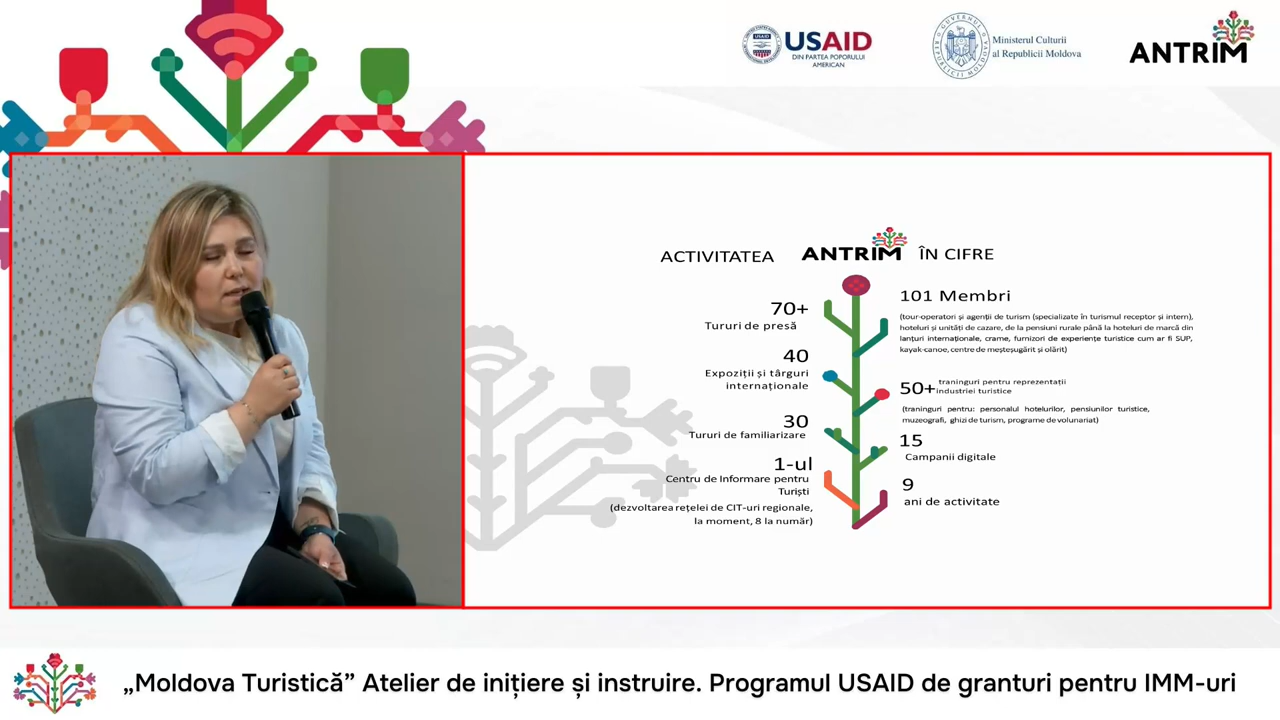 USAID
DIN PARTEA POPORULUI
AMERICAN
Ministerul Culturii
al Republicii Moldova
ANTRIM
ACTIVITATEA ANTRIM ÎN CIFRE
70+
Tururi de presă
40
Expoziții și târguri
internaționale
30
Tururi de familiarizare
1-ul
Centru de Informare pentru
Turiști
(dezvoltarea rețelei de CIT-uri regionale,
la moment, 8 la număr)
101 Membri
(tour-operatori și agenții de turism (specializate în turismul receptor și intern),
hoteluri și unități de cazare, de la pensiuni rurale până la hoteluri de marcă din
lanțuri internaționale, crame, furnizori de experiențe turistice cum ar fi SUP,
kayak-canoe, centre de meșteșugărit și olărit)
50+ traninguri pentru reprezentații
industriei turistice
(traninguri pentru: personalul hotelurilor, pensiunilor turistice,
muzeografi, ghizi de turism, programe de voluniariat)
15
Campanii digitale
9
ani de activitate
„Moldova Turistică” Atelier de inițiere și instruire. Programul USAID de granturi pentru IMM-uri